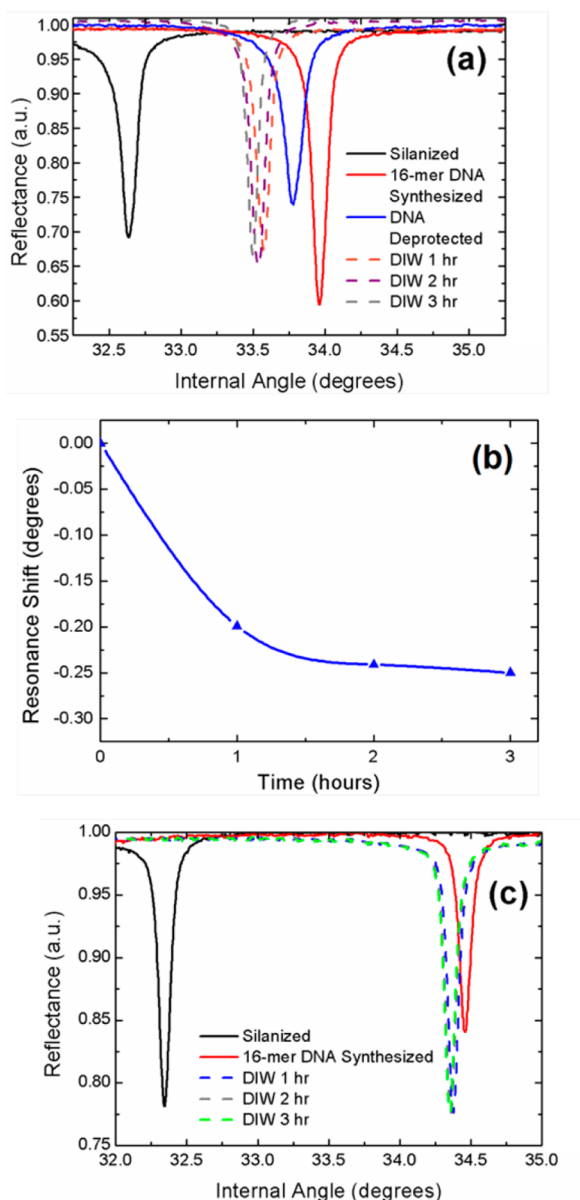 (a)
1.00
0.95
0.90
0.85
0.80
0.75
0.70
0.65
0.60
0.55
Reflectance (a.u.)
Silanized
16-mer DNA
Synthesized
DNA
Deprotected
DIW 1 hr
DIW 2 hr
DIW 3 hr
32.5 33.0 33.5 34.0 34.5 35.0
Internal Angle (degrees)
(b)
0.00
-0.05
-0.10
-0.15
-0.20
-0.25
-0.30
Resonance Shift (degrees)
0 1 2 3
Time (hours)
(c)
1.00
0.95
0.90
0.85
0.80
0.75
Reflectance (a.u.)
Silanized
16-mer DNA Synthesized
DIW 1 hr
DIW 2 hr
DIW 3 hr
32.0 32.5 33.0 33.5 34.0 34.5 35.0
Internal Angle (degrees)